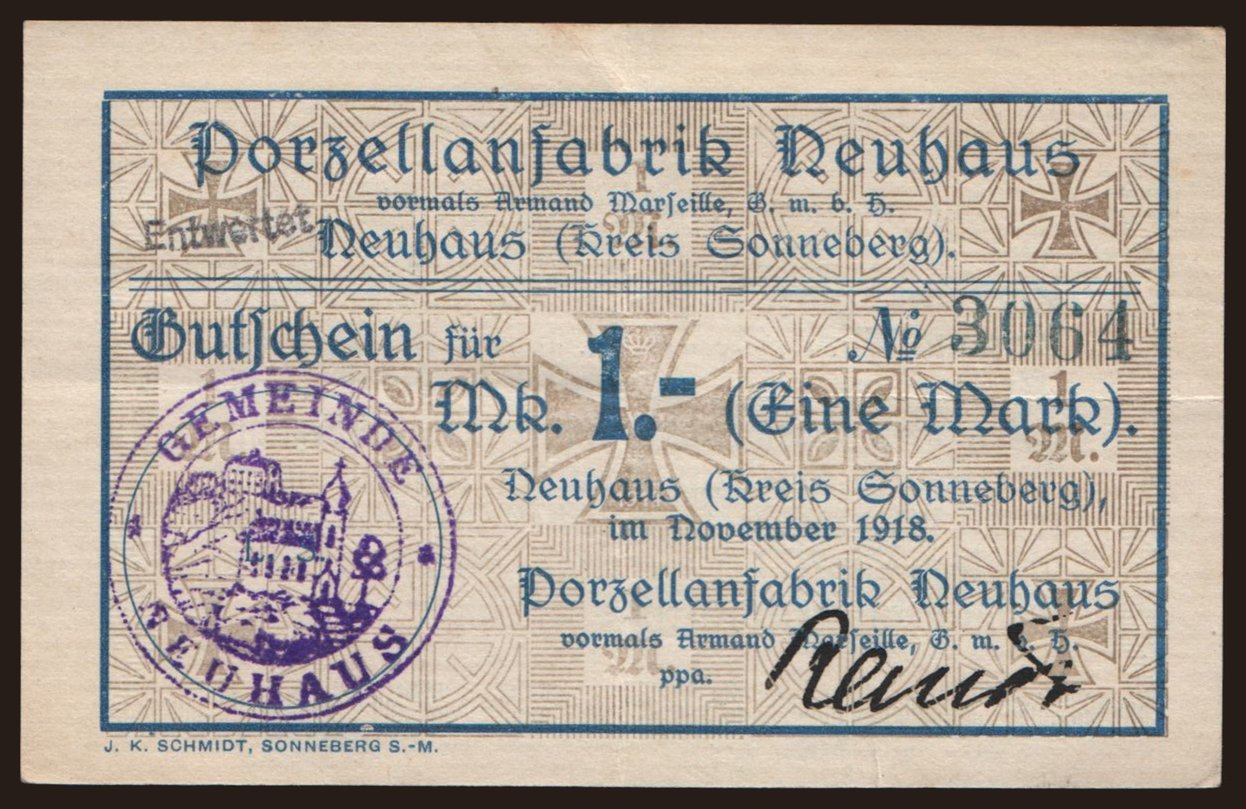 Porzellanfabrik Neuhaus
vormals Armand Marseille, G. m. b. H.
Entwertet
Neuhaus (Kreis Sonneberg).
Gutschein für
№ 3064
Mk. 1.- (Eine Mark).
Neuhaus (Kreis Sonneberg),
im November 1918.
Porzellanfabrik Neuhaus
vormals Armand Marseille, G. m. b. H.
ppa.
GEMEINDE
NEUHAUS
1
M.
J. K. SCHMIDT, SONNEBERG S.-M.